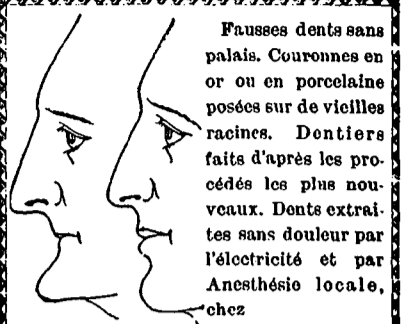 Fausses dents sans
palais. Couronnes en
or ou en porcelaine
posées sur de vieilles
racines. Dentiers
faits d'après les pro-
cédés les plus nou-
veaux. Dents extrai-
tes sans douleur par
l'électricité et par
Anesthésie locale,
chez